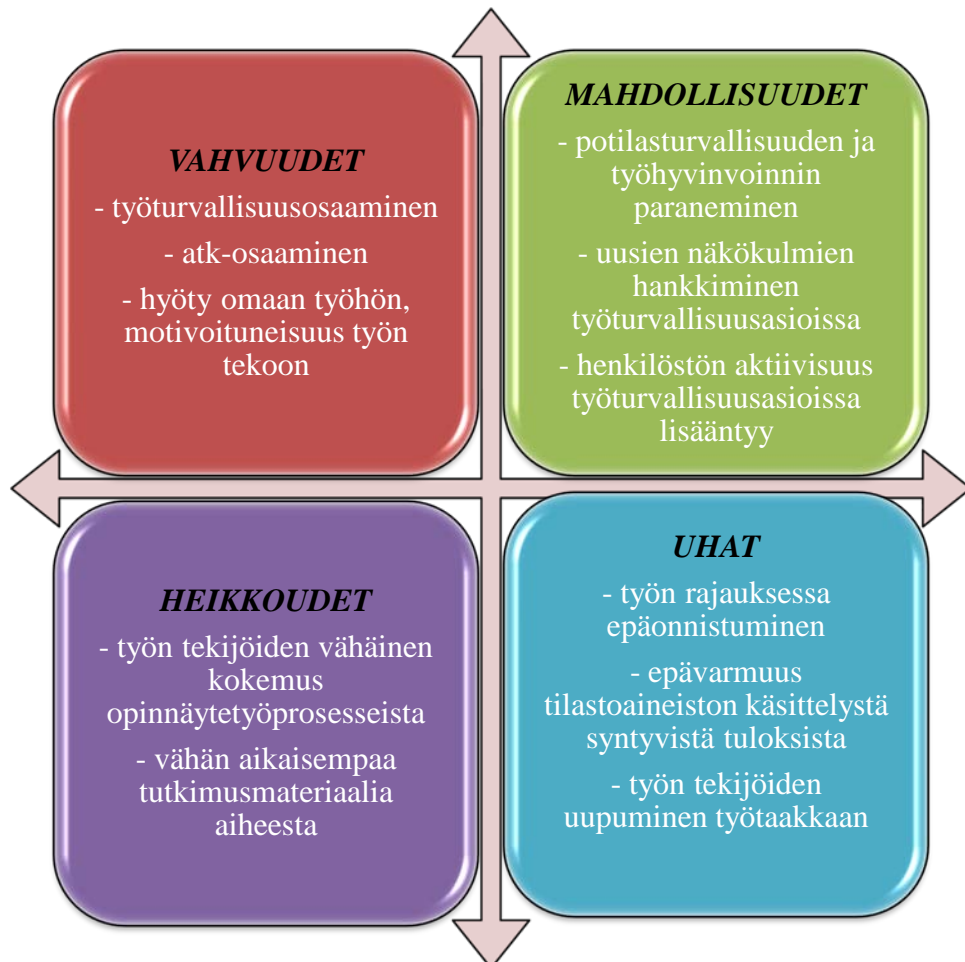 VAHVUUDET
- työturvallisuusosaaminen
- atk-osaaminen
- hyöty omaan työhön,
motivoituneisuus työn
tekoon
MAHDOLLISUUDET
- potilasturvallisuuden ja
työhyvinvoinnin
paraneminen
- uusien näkökulmien
hankkiminen
työturvallisuusasioissa
- henkilöstön aktiivisuus
työturvallisuusasioissa
lisääntyy
HEIKKOUDET
- työn tekijöiden vähäinen
kokemus
opinnäytetyöprosesseista
- vähän aikaisempaa
tutkimusmateriaalia
aiheesta
UHAT
- työn rajauksessa
epäonnistuminen
- epävarmuus
tilastoaineiston käsittelystä
syntyvistä tuloksista
- työn tekijöiden
uupuminen työtaakkaan